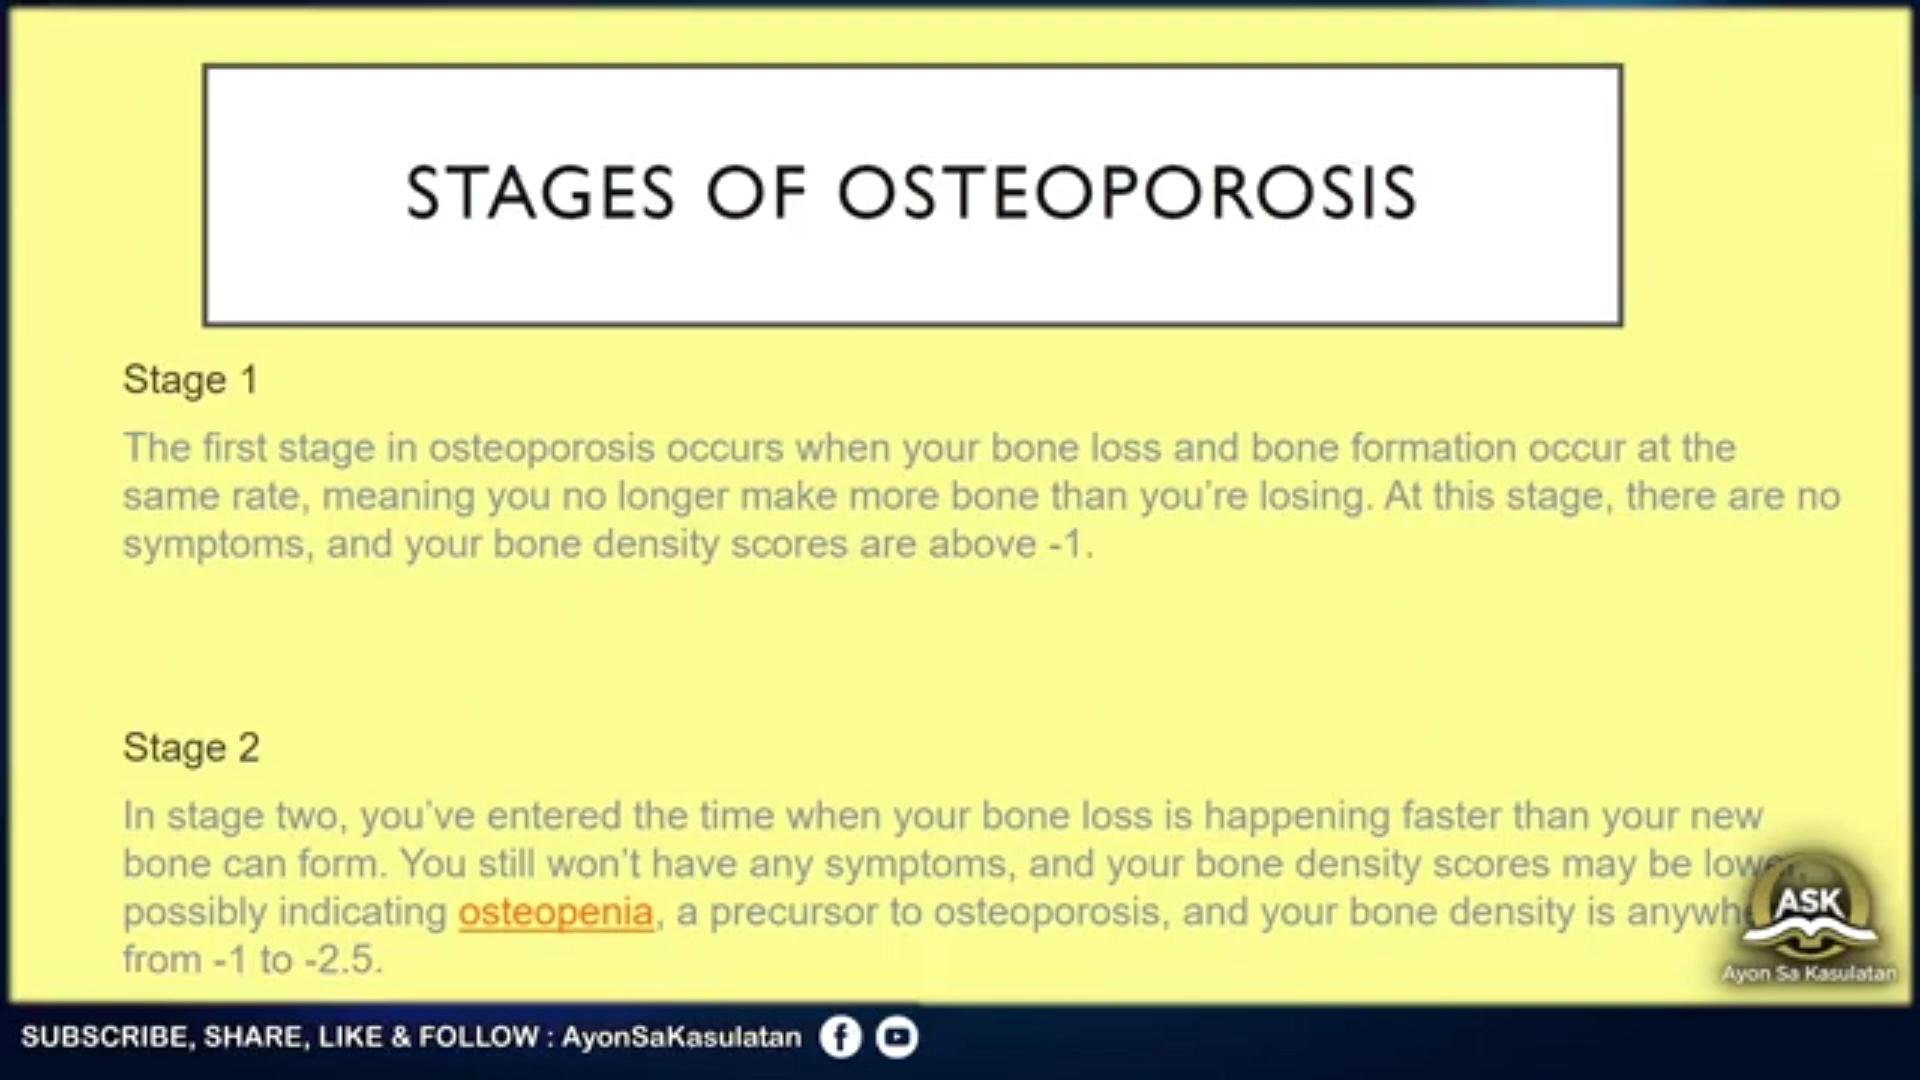 STAGES OF OSTEOPOROSIS
Stage 1
The first stage in osteoporosis occurs when your bone loss and bone formation occur at the
same rate, meaning you no longer make more bone than you’re losing. At this stage, there are no
symptoms, and your bone density scores are above -1.
Stage 2
In stage two, you’ve entered the time when your bone loss is happening faster than your new
bone can form. You still won’t have any symptoms, and your bone density scores may be lower,
possibly indicating osteopenia, a precursor to osteoporosis, and your bone density is
from -1 to -2.5.
ASK
Ayon Sa Kasulatan
SUBSCRIBE, SHARE, LIKE & FOLLOW : AyonSaKasulatan